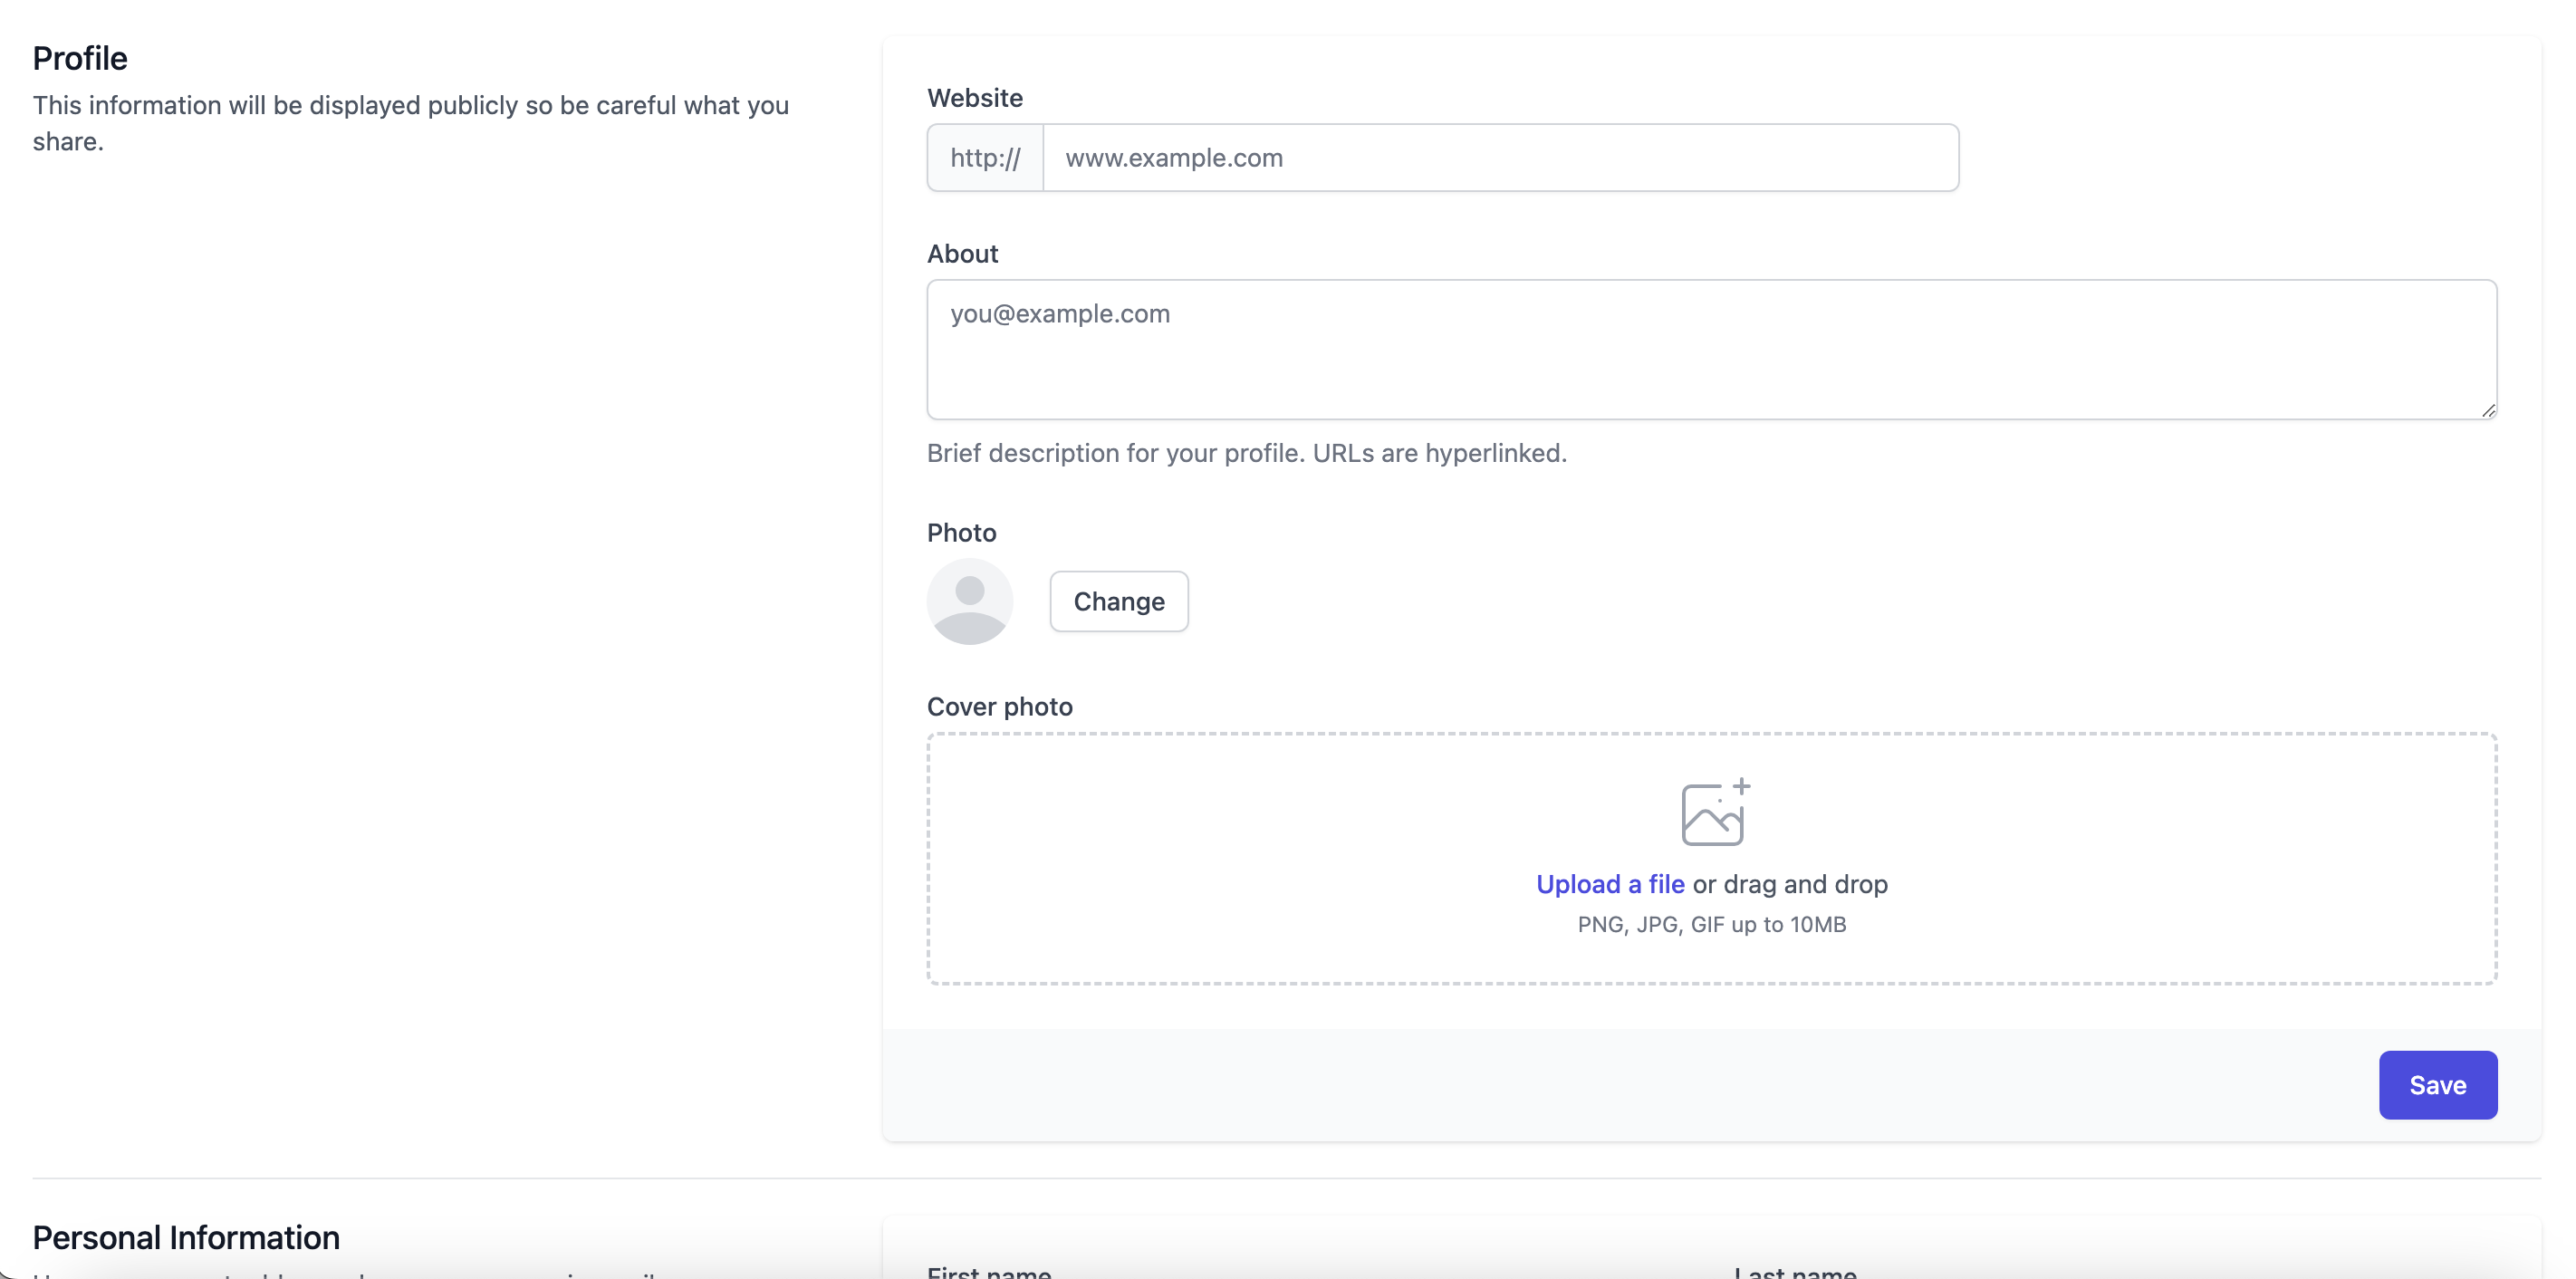 Profile
This information will be displayed publicly so be careful what you
share.
Website
http://
www.example.com
About
you@example.com
Brief description for your profile. URLs are hyperlinked.
Photo
Change
Cover photo
Upload a file or drag and drop
PNG, JPG, GIF up to 10MB
Save
Personal Information
First name
Last name